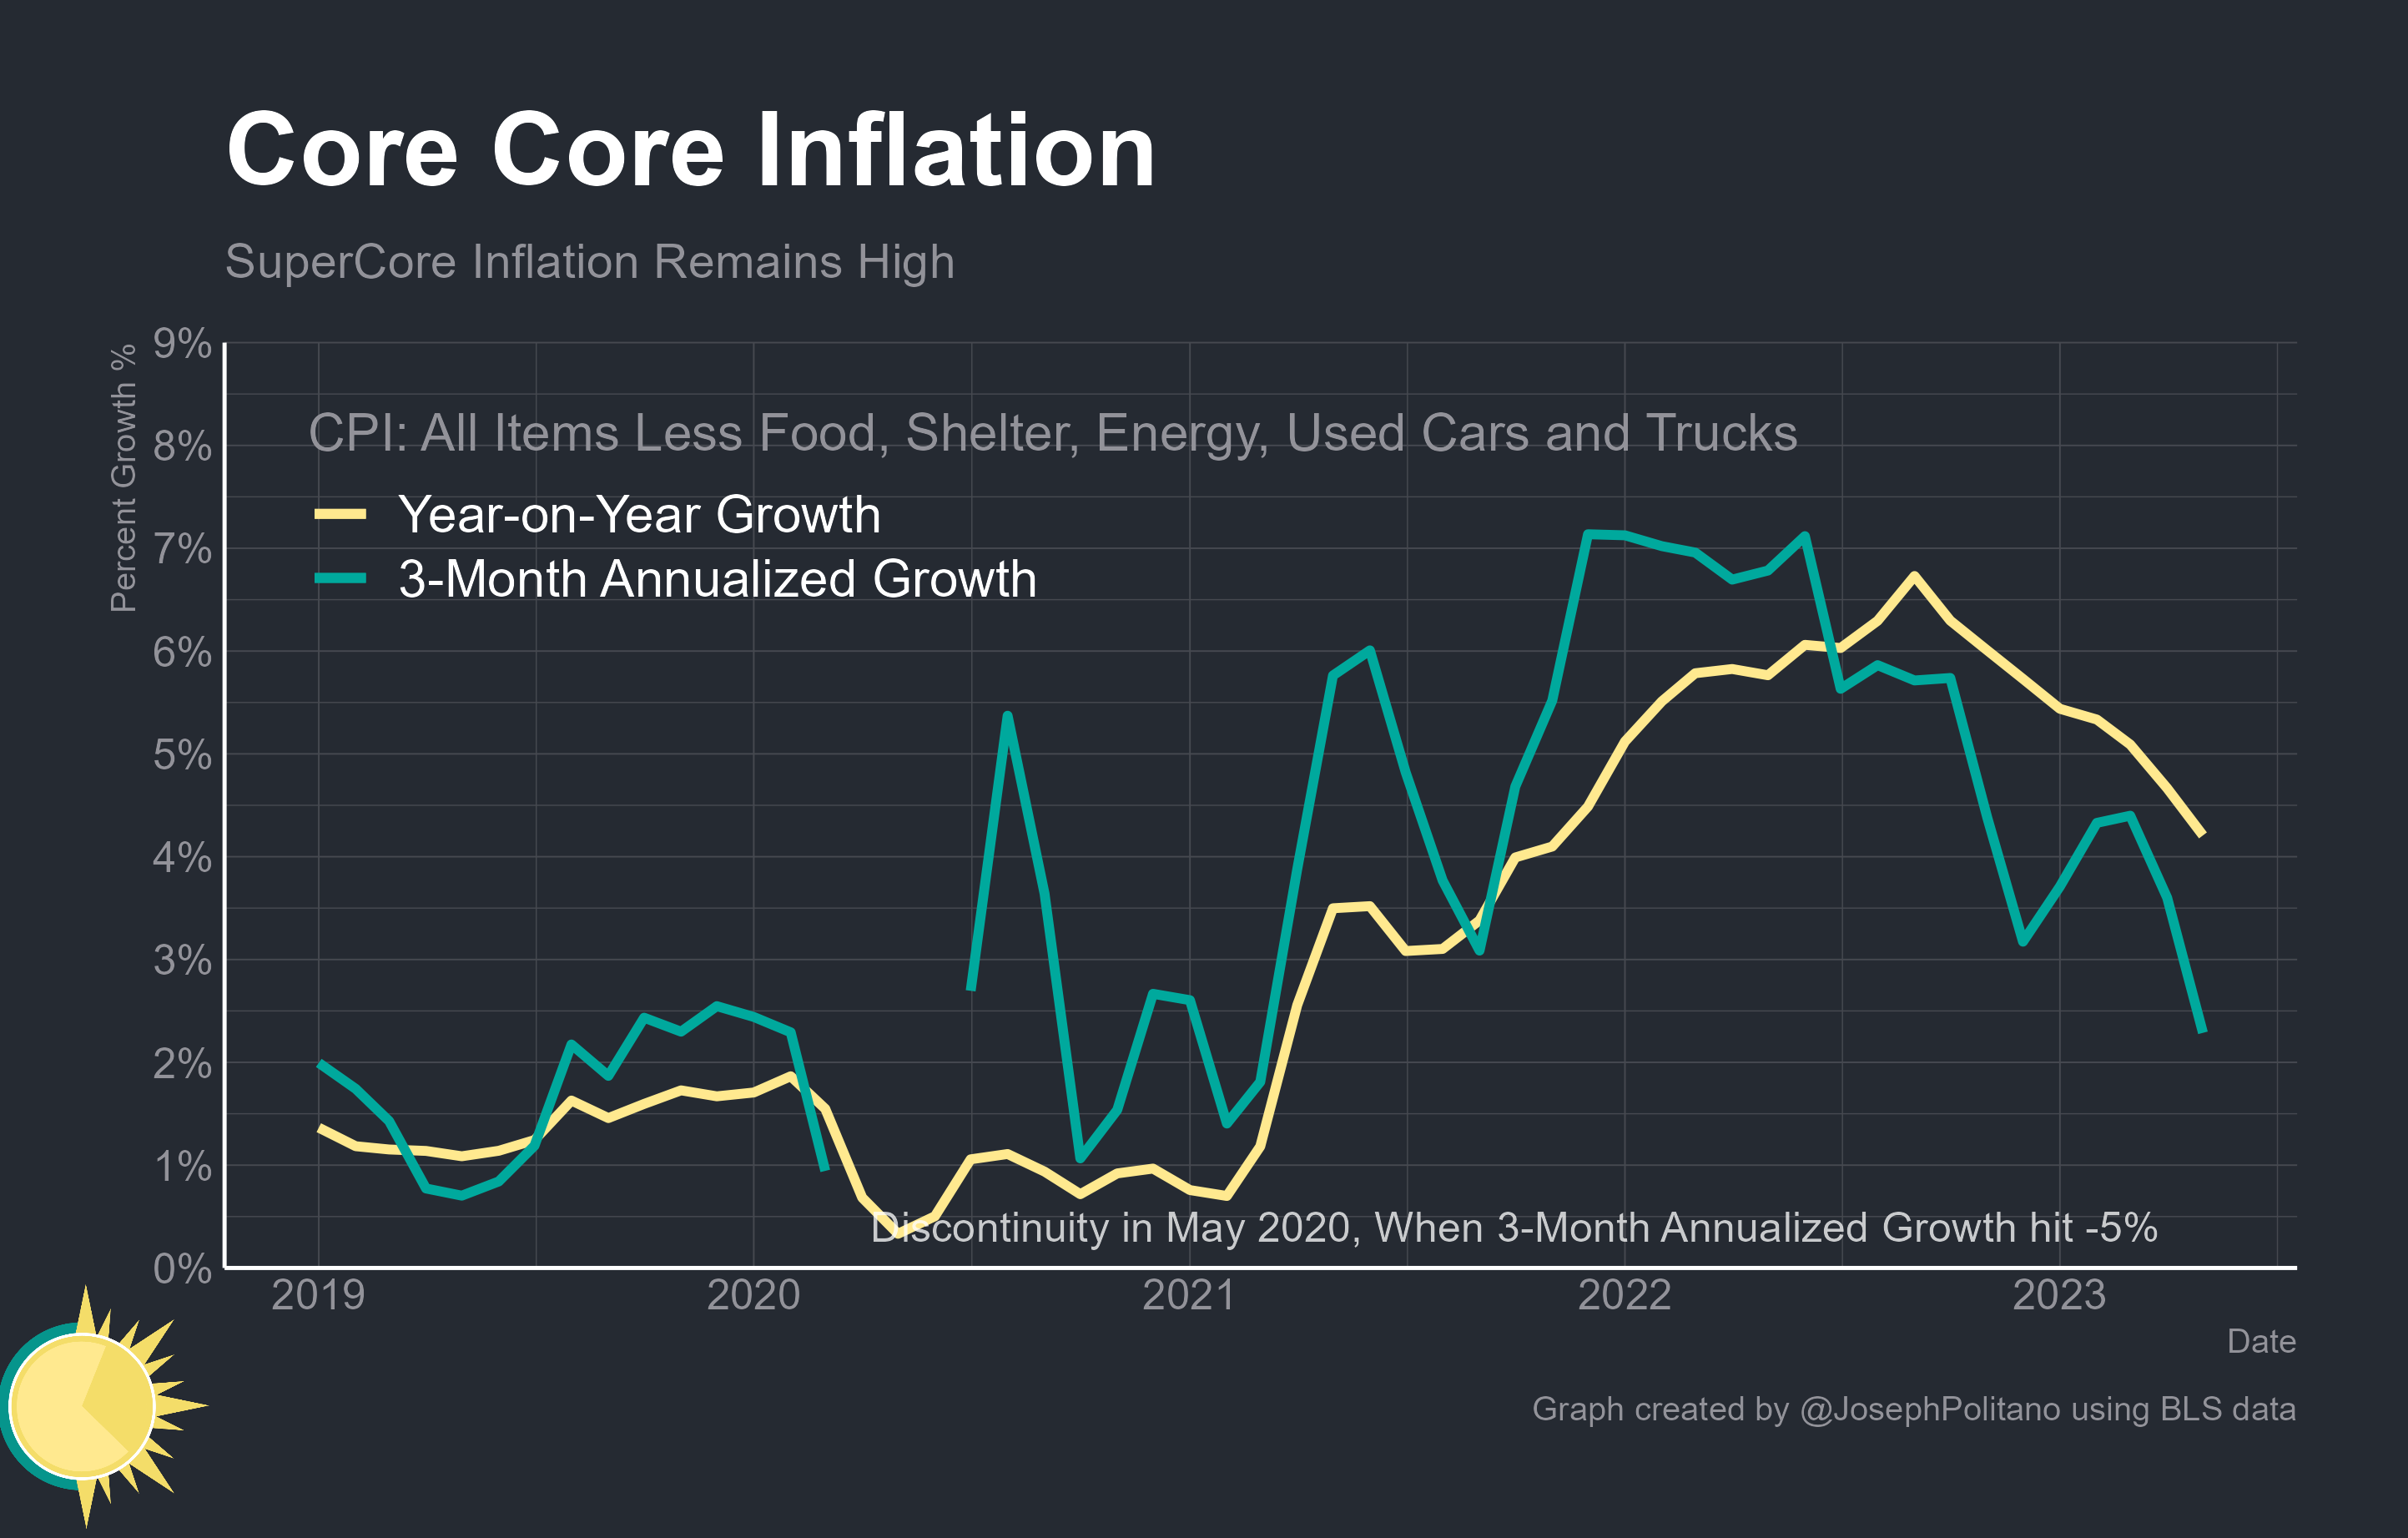 Core Core Inflation
SuperCore Inflation Remains High
Percent Growth %
9%
8%
7%
6%
5%
4%
3%
2%
1%
0%
CPI: All Items Less Food, Shelter, Energy, Used Cars and Trucks
Year-on-Year Growth
3-Month Annualized Growth
Discontinuity in May 2020, When 3-Month Annualized Growth hit -5%
2019 2020 2021 2022 2023
Date
Graph created by @JosephPolitano using BLS data